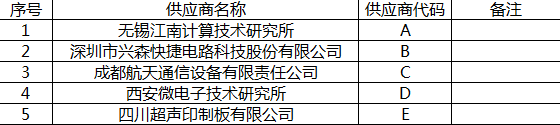 序号 供应商名称 供应商代码 备注
1 无锡江南计算技术研究所 A
2 深圳市兴森快捷电路科技股份有限公司 B
3 成都航天通信设备有限责任公司 C
4 西安微电子技术研究所 D
5 四川超声印制板有限公司 E